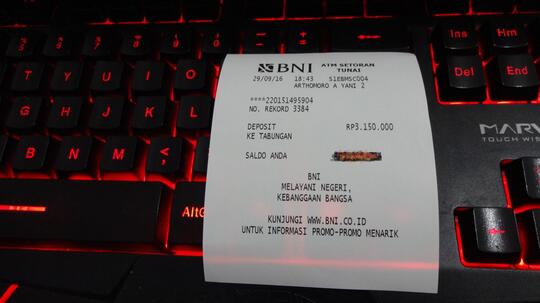 BNI ATM SETORAN
TUNAI
29/09/16 18:43 S1EBMSC004
ARTHOMORO A YANI 2
****220151495904
NO. REKORD 3384
DEPOSIT RP3.150.000
KE TABUNGAN
SALDO ANDA
BNI
MELAYANI NEGERI,
KEBANGGAAN BANGSA
KUNJUNGI WWW.BNI.CO.ID
UNTUK INFORMASI PROMO-PROMO MENARIK
Ins Hm
Del End
MARV
TOUCH WIS
T Y U I O
G H J K L
B N M <
AltG